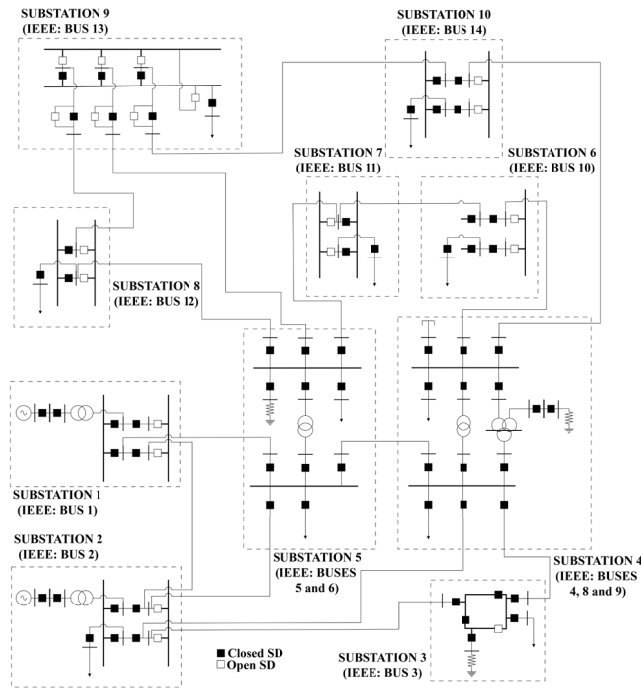 SUBSTATION 9
(IEEE: BUS 13)
SUBSTATION 10
(IEEE: BUS 14)
SUBSTATION 7
(IEEE: BUS 11)
SUBSTATION 6
(IEEE: BUS 10)
SUBSTATION 8
(IEEE: BUS 12)
SUBSTATION 1
(IEEE: BUS 1)
SUBSTATION 2
(IEEE: BUS 2)
SUBSTATION 5
(IEEE: BUSES
5 and 6)
SUBSTATION 4
(IEEE: BUSES
4, 8 and 9)
SUBSTATION 3
(IEEE: BUS 3)
Closed SD
Open SD